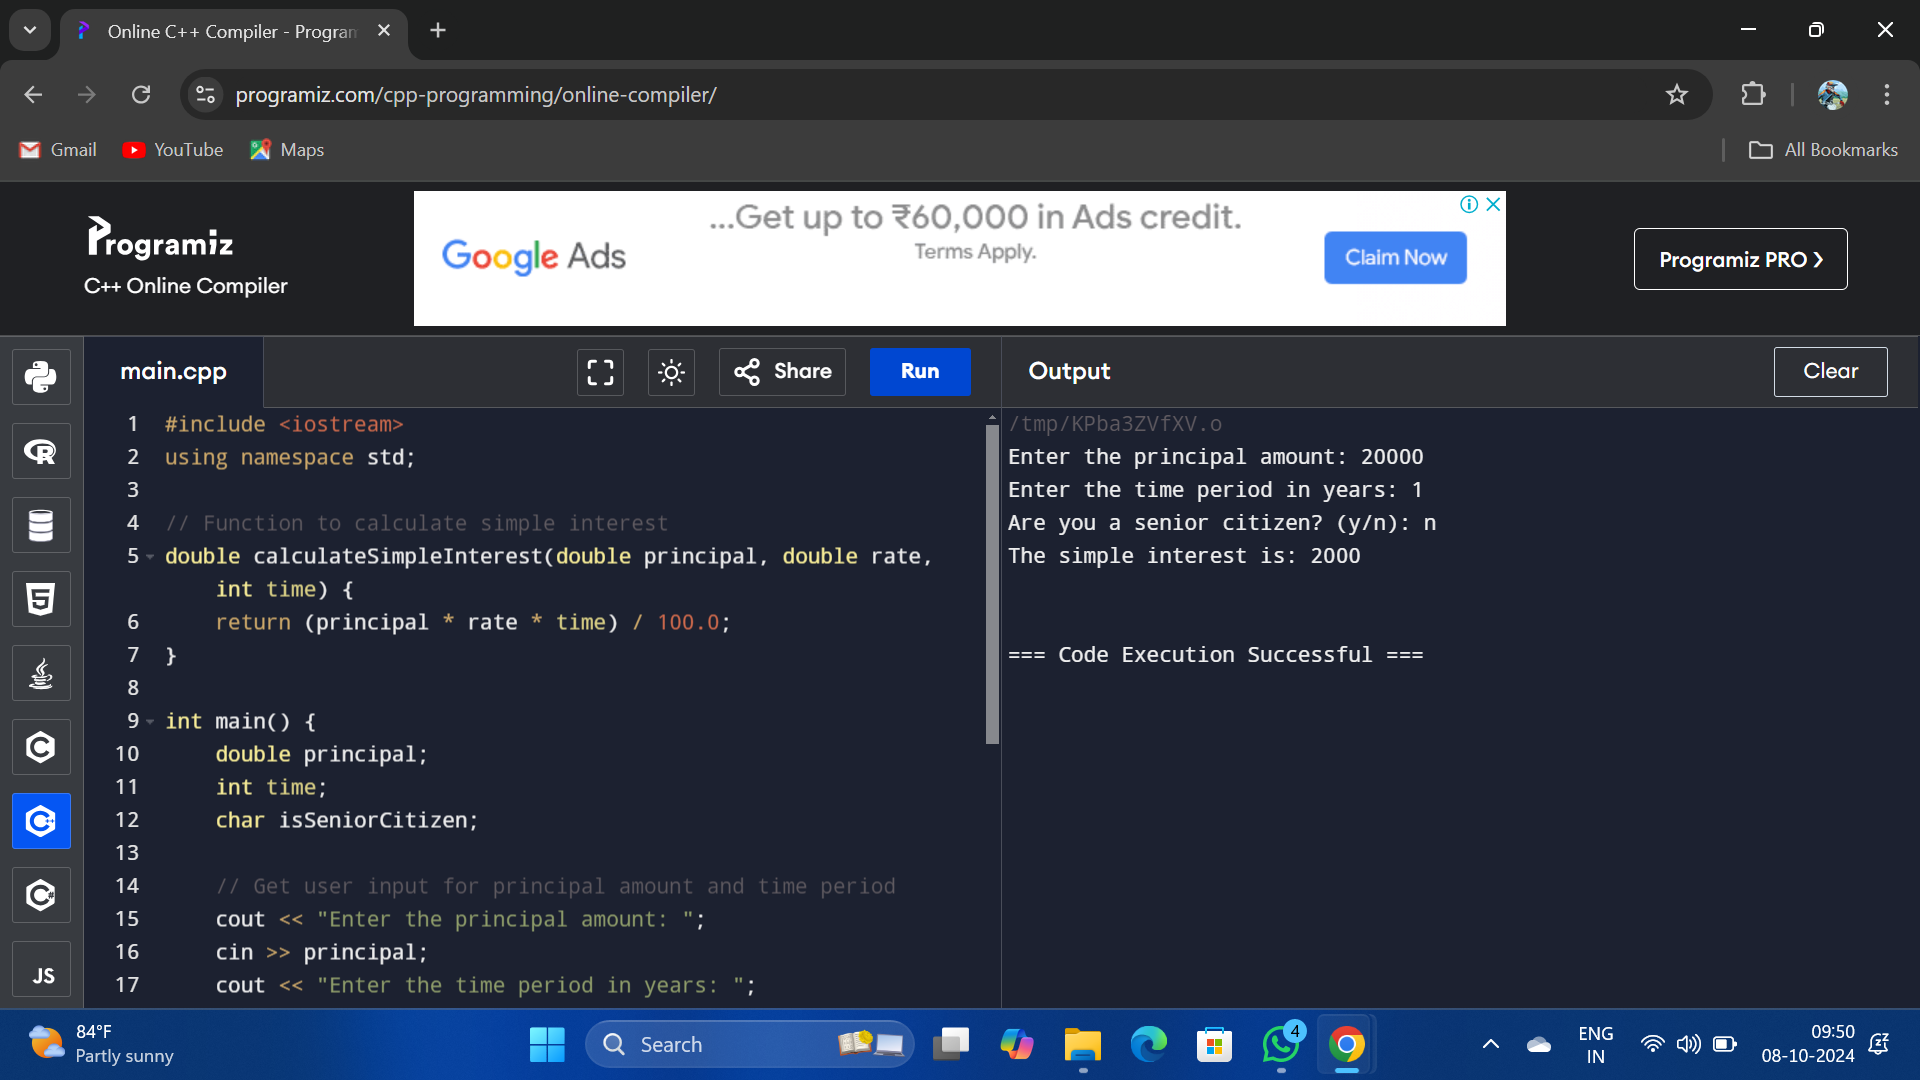 Online C++ Compiler - Program
programiz.com/cpp-programming/online-compiler/
Gmail
YouTube
Maps
All Bookmarks
Programiz
C++ Online Compiler
Google Ads
...Get up to ₹60,000 in Ads credit.
Terms Apply.
Claim Now
Programiz PRO ❯
main.cpp
Share
Run
Output
Clear
1 #include <iostream>
2 using namespace std;
3
4 // Function to calculate simple interest
5 double calculateSimpleInterest(double principal, double rate,
int time) {
6 return (principal * rate * time) / 100.0;
7 }
8
9 int main() {
10 double principal;
11 int time;
12 char isSeniorCitizen;
13
14 // Get user input for principal amount and time period
15 cout << "Enter the principal amount: ";
16 cin >> principal;
17 cout << "Enter the time period in years: ";
/tmp/KPba3ZVfXV.o
Enter the principal amount: 20000
Enter the time period in years: 1
Are you a senior citizen? (y/n): n
The simple interest is: 2000
=== Code Execution Successful ===
R
5
C
C++
C#
JS
84°F
Partly sunny
Search
4
ENG
IN
09:50
08-10-2024